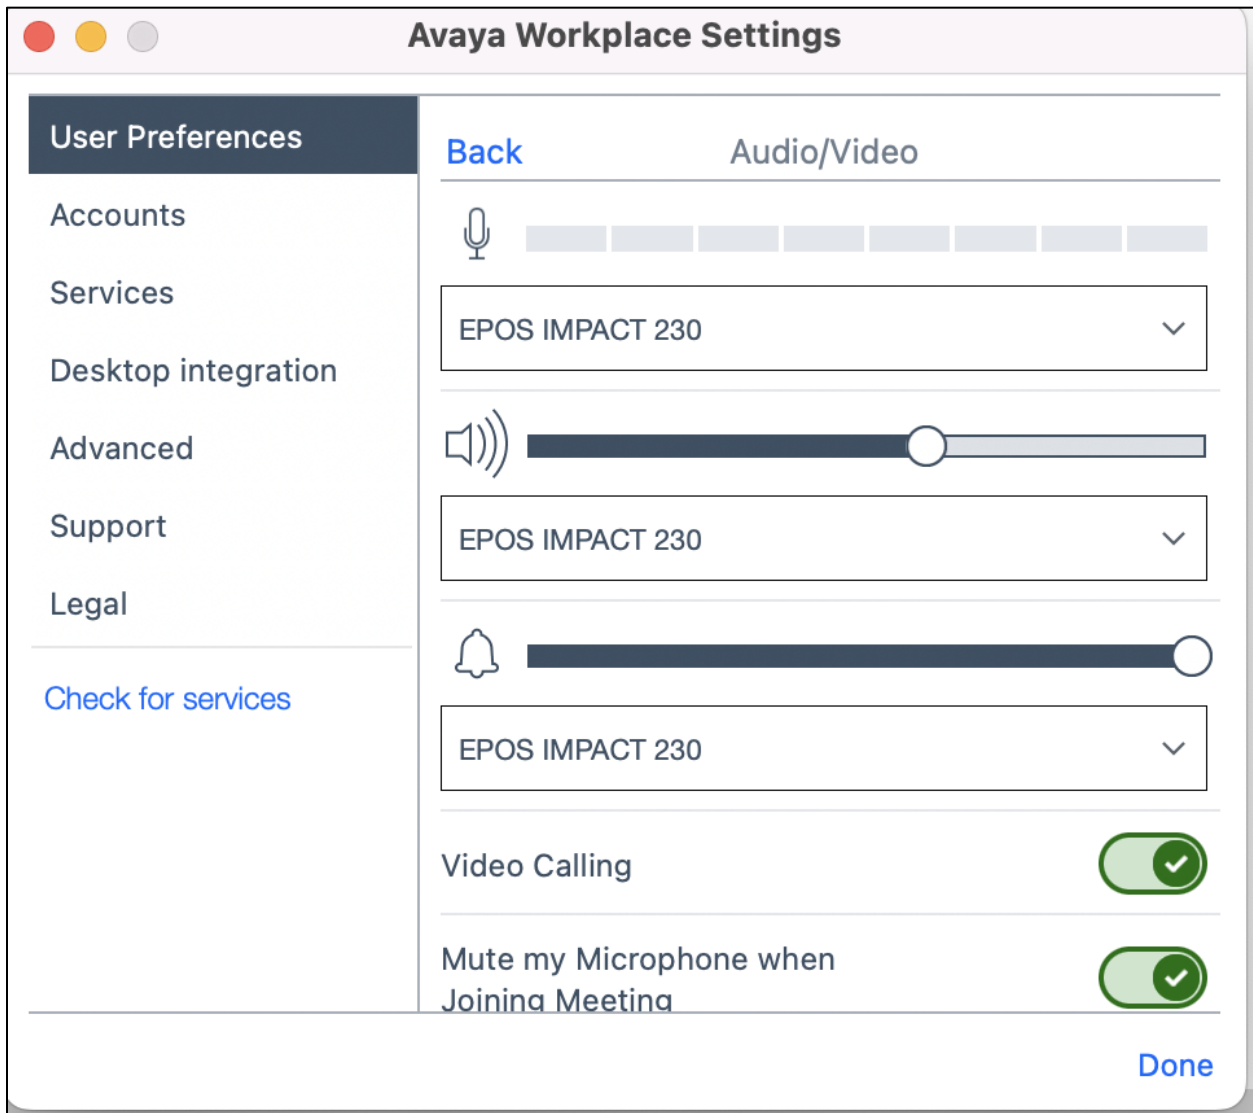 Avaya Workplace Settings
User Preferences
Accounts
Services
Desktop integration
Advanced
Support
Legal
Check for services
Back
Audio/Video
EPOS IMPACT 230
EPOS IMPACT 230
EPOS IMPACT 230
Video Calling
Mute my Microphone when
Joining Meeting
Done